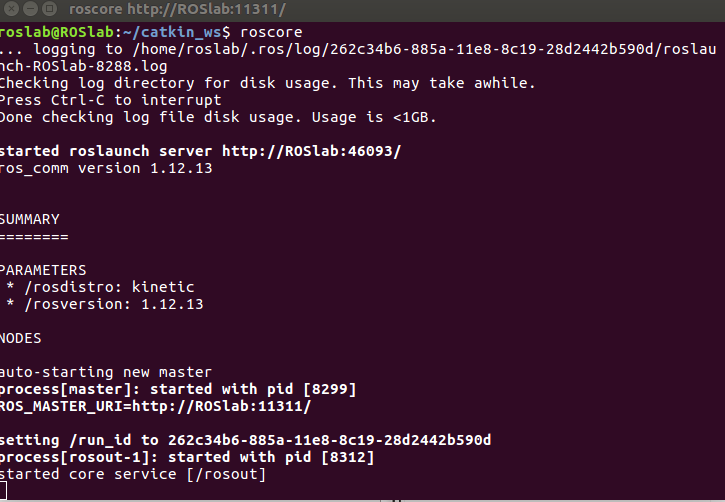 roscore http://ROSlab:11311/
roslab@ROSlab:~/catkin_ws$ roscore
... logging to /home/roslab/.ros/log/262c34b6-885a-11e8-8c19-28d2442b590d/roslau
nch-ROSlab-8288.log
Checking log directory for disk usage. This may take awhile.
Press Ctrl-C to interrupt
Done checking log file disk usage. Usage is <1GB.

started roslaunch server http://ROSlab:46093/
ros_comm version 1.12.13

SUMMARY
========

PARAMETERS
 * /rosdistro: kinetic
 * /rosversion: 1.12.13

NODES

auto-starting new master
process[master]: started with pid [8299]
ROS_MASTER_URI=http://ROSlab:11311/

setting /run_id to 262c34b6-885a-11e8-8c19-28d2442b590d
process[rosout-1]: started with pid [8312]
started core service [/rosout]